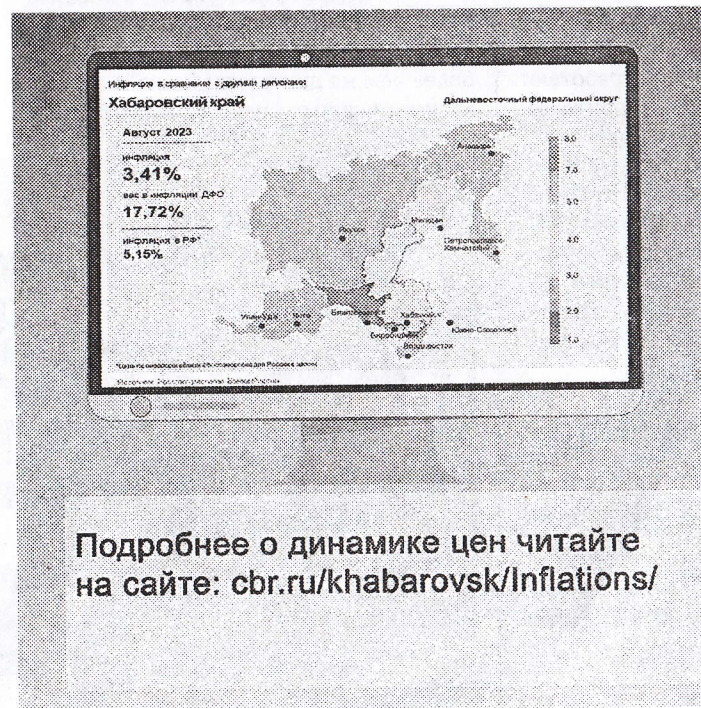 Инфляция в сравнении с другими регионами
Хабаровский край
Дальневосточный федеральный округ
Август 2023
инфляция
3,41%
вес в инфляции ДФО
17,72%
инфляция в РФ*
5,15%
Анадырь
Магадан
Якутск
Петропавловск-
Камчатский
Улан-Удэ
Чита
Благовещенск
Хабаровск
Биробиджан
Южно-Сахалинск
Владивосток
8,0
7,0
5,0
4,0
3,0
2,0
1,0
Подробнее о динамике цен читайте
на сайте: cbr.ru/khabarovsk/Inflations/